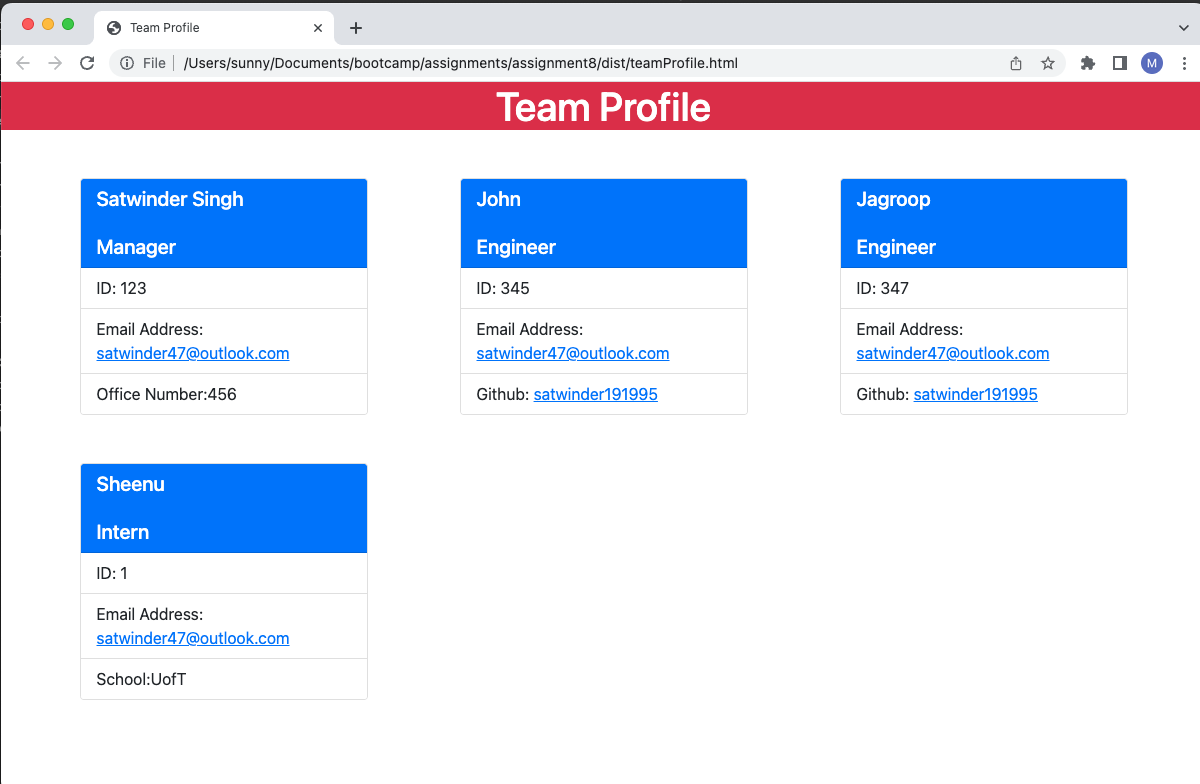 Team Profile
File
/Users/sunny/Documents/bootcamp/assignments/assignment8/dist/teamProfile.html
M
Team Profile
Satwinder Singh
Manager
ID: 123
Email Address:
satwinder47@outlook.com
Office Number:456
John
Engineer
ID: 345
Email Address:
satwinder47@outlook.com
Github: satwinder191995
Jagroop
Engineer
ID: 347
Email Address:
satwinder47@outlook.com
Github: satwinder191995
Sheenu
Intern
ID: 1
Email Address:
satwinder47@outlook.com
School:UofT